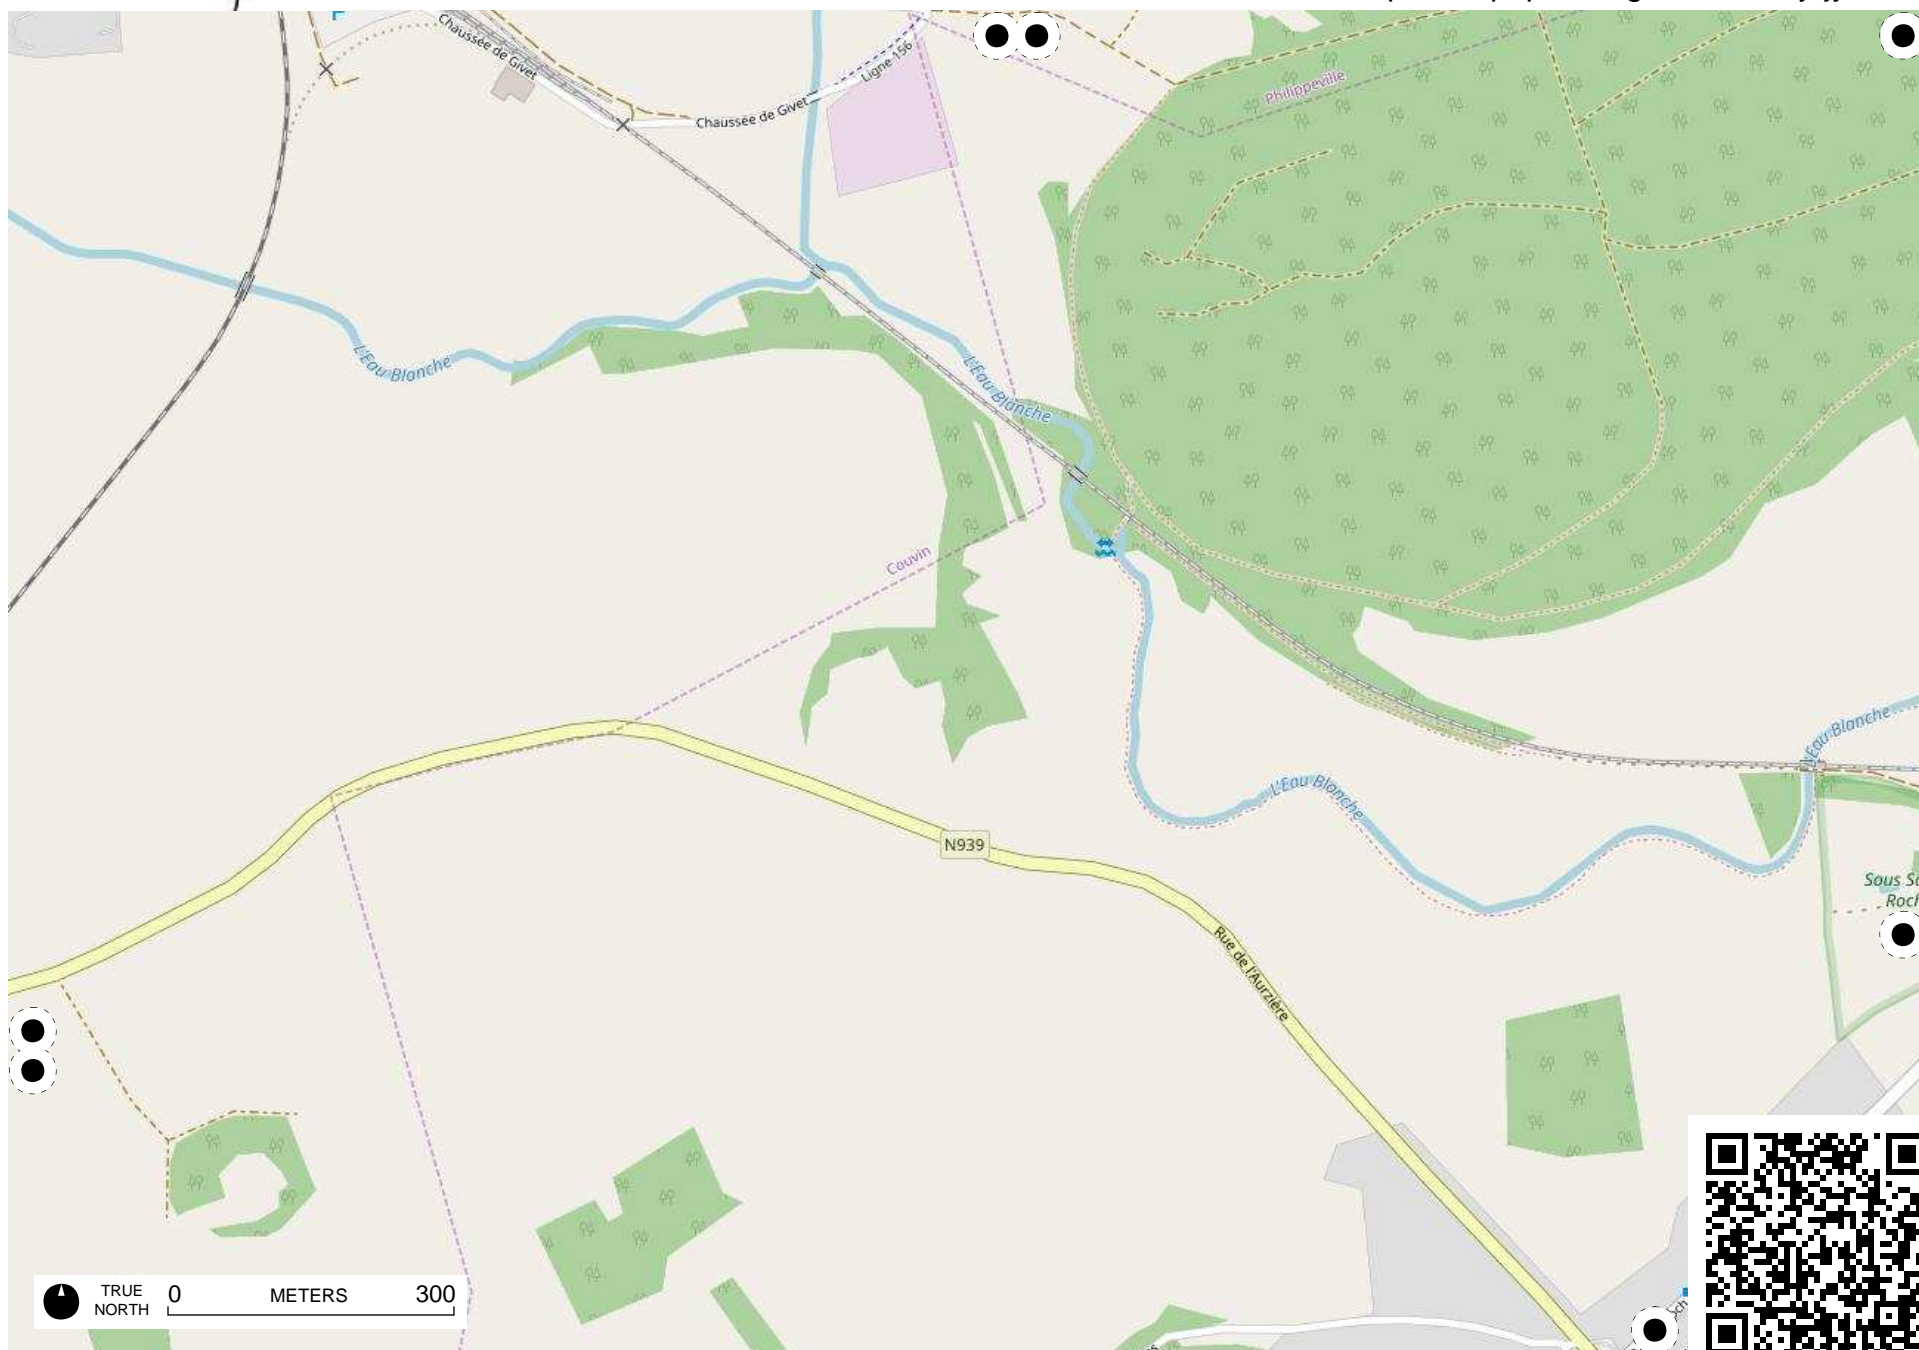 Chaussée de Givet
Ligne 156
Chaussée de Givet
Philippeville
L'Eau Blanche
L'Eau Blanche
Couvin
L'Eau Blanche
L'Eau Blanche
N939
Sous
Rue de l'Aurzière
TRUE
NORTH
0
METERS
300